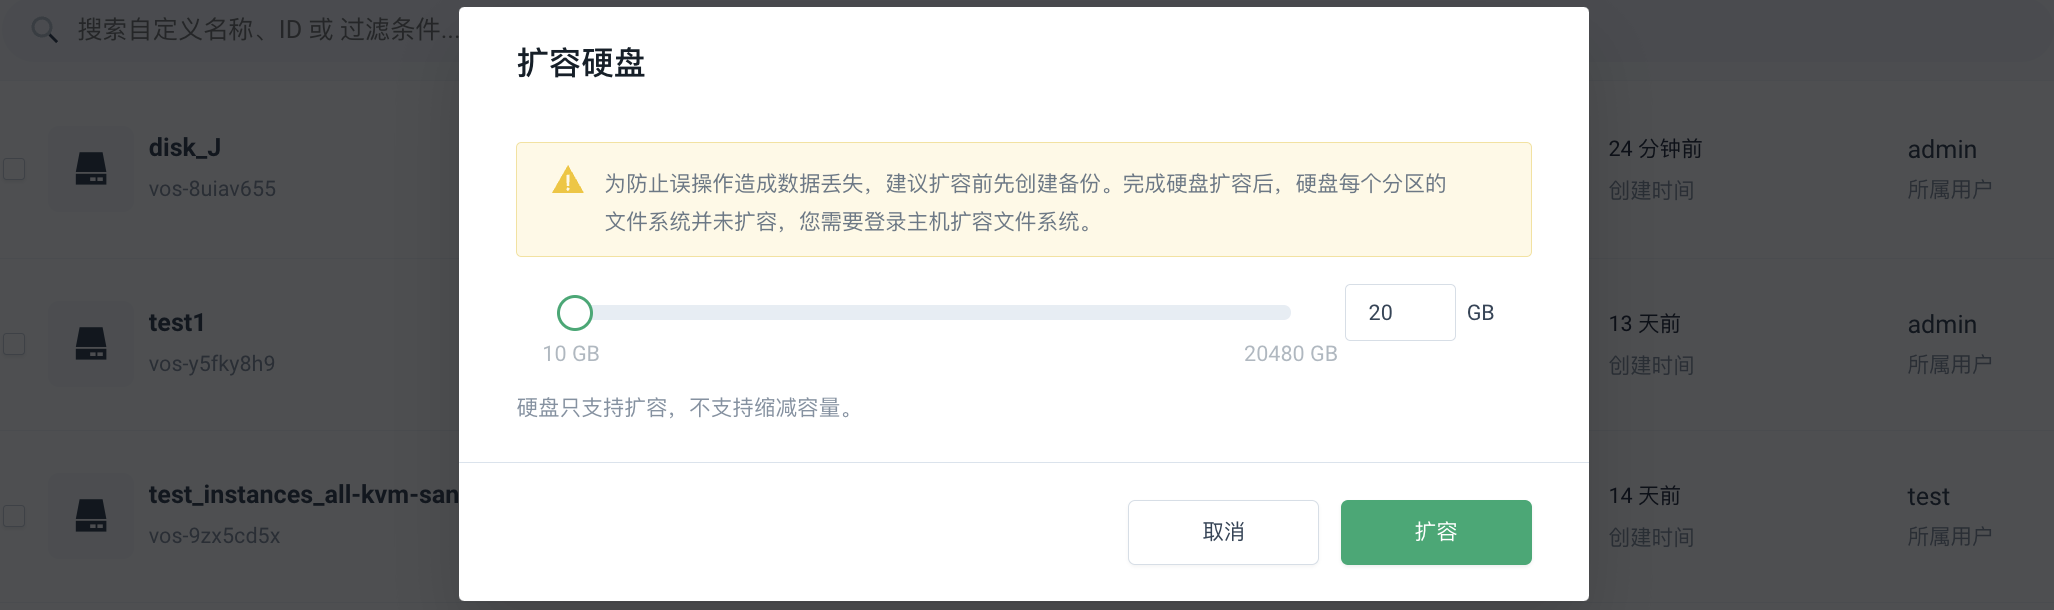 搜索自定义名称、ID 或 过滤条件...
扩容硬盘
为防止误操作造成数据丢失，建议扩容前先创建备份。完成硬盘扩容后，硬盘每个分区的
文件系统并未扩容，您需要登录主机扩容文件系统。
20 GB
10 GB 20480 GB
硬盘只支持扩容，不支持缩减容量。
取消 扩容
disk_J 24 分钟前 admin
vos-8uiav655 创建时间 所属用户
test1 13 天前 admin
vos-y5fky8h9 创建时间 所属用户
test_instances_all-kvm-san 14 天前 test
vos-9zx5cd5x 创建时间 所属用户